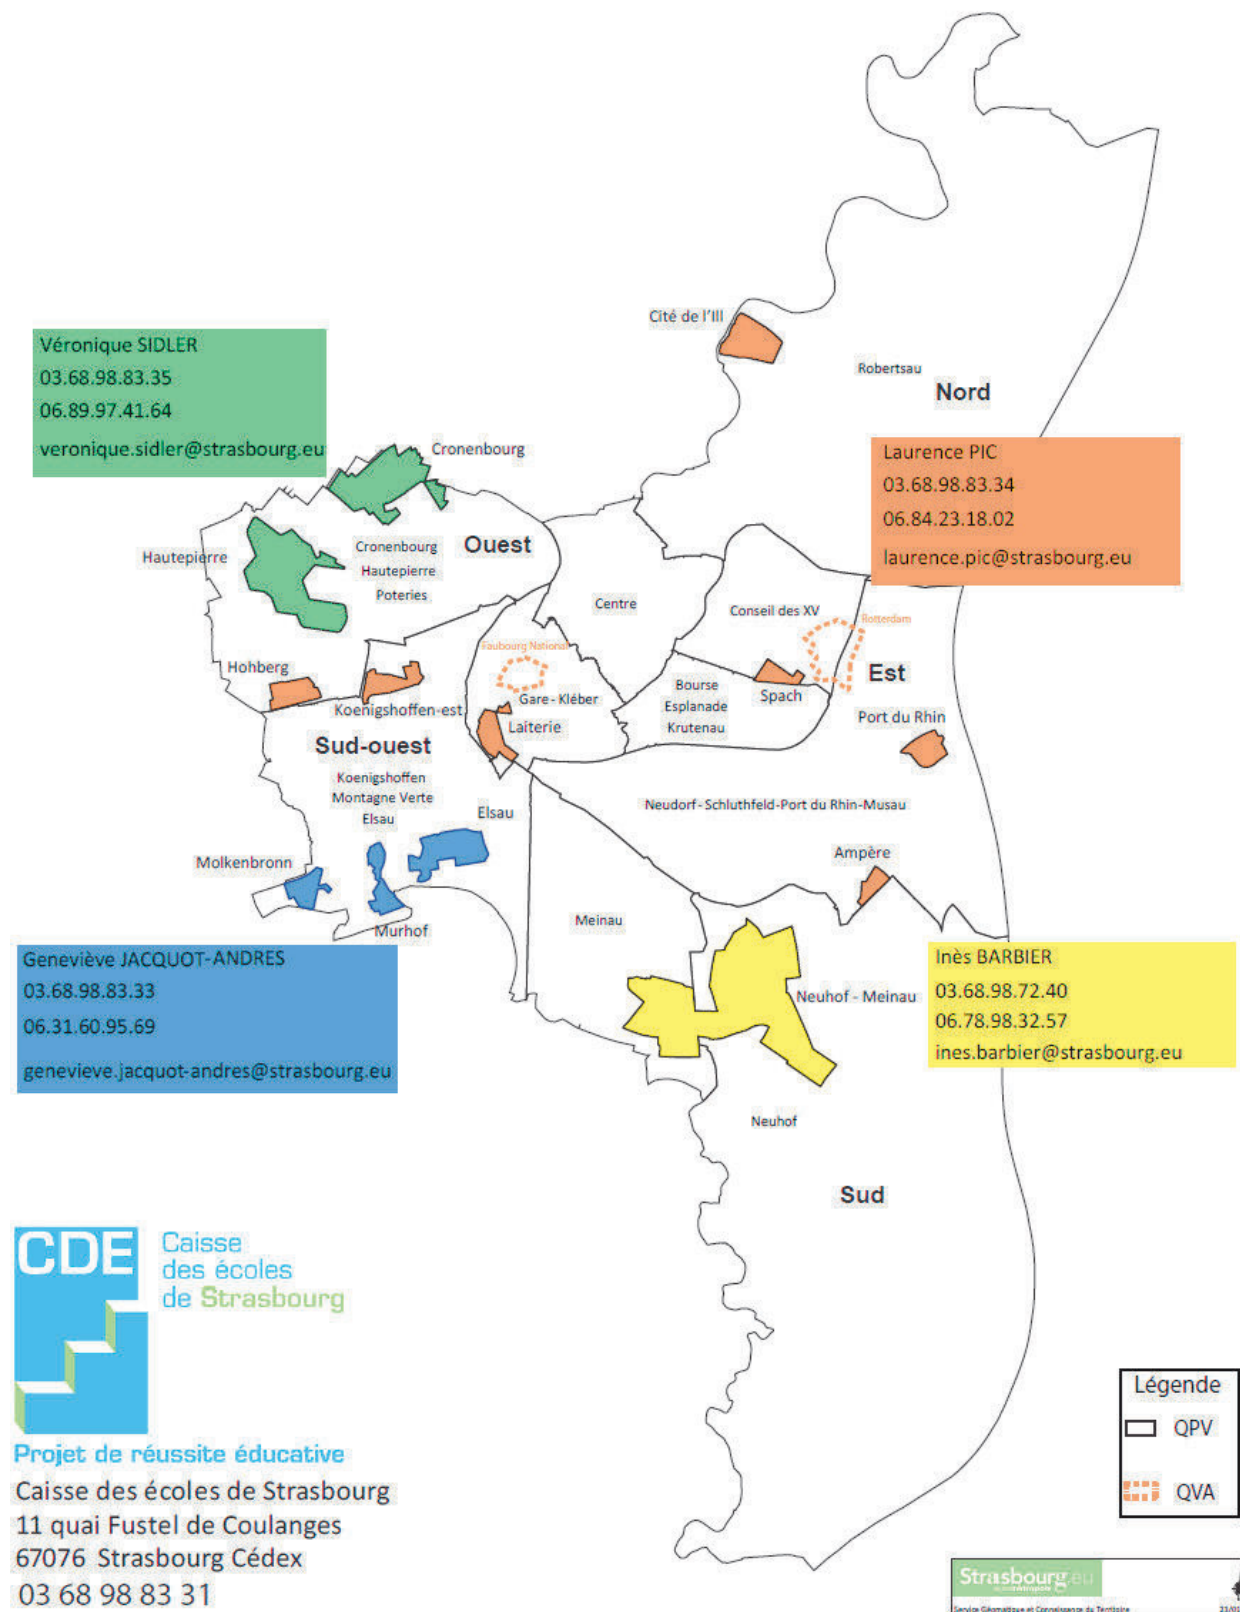 Cité de l'Ill
Robertsau
Nord
Véronique SIDLER
03.68.98.83.35
06.89.97.41.64
veronique.sidler@strasbourg.eu
Laurence PIC
03.68.98.83.34
06.84.23.18.02
laurence.pic@strasbourg.eu
Cronenbourg
Hautepierre
Cronenbourg
Hautepierre
Poteries
Ouest
Centre
Conseil des XV
Rotterdam
Faubourg National
Hohberg
Koenigshoffen-est
Gare - Kléber
Laiterie
Bourse
Esplanade
Krutenau
Spach
Est
Port du Rhin
Sud-ouest
Koenigshoffen
Montagne Verte
Elsau
Elsau
Neudorf-Schluthfeld-Port du Rhin-Musau
Molkenbronn
Ampère
Murhof
Meinau
Geneviève JACQUOT-ANDRES
03.68.98.83.33
06.31.60.95.69
genevieve.jacquot-andres@strasbourg.eu
Neuhof - Meinau
Inès BARBIER
03.68.98.72.40
06.78.98.32.57
ines.barbier@strasbourg.eu
Neuhof
Sud
CDE
Caisse
des écoles
de Strasbourg
Projet de réussite éducative
Caisse des écoles de Strasbourg
11 quai Fustel de Coulanges
67076 Strasbourg Cédex
03 68 98 83 31
Légende
QPV
QVA
Strasbourg.eu
Service Géomatique et Connaissance du Territoire